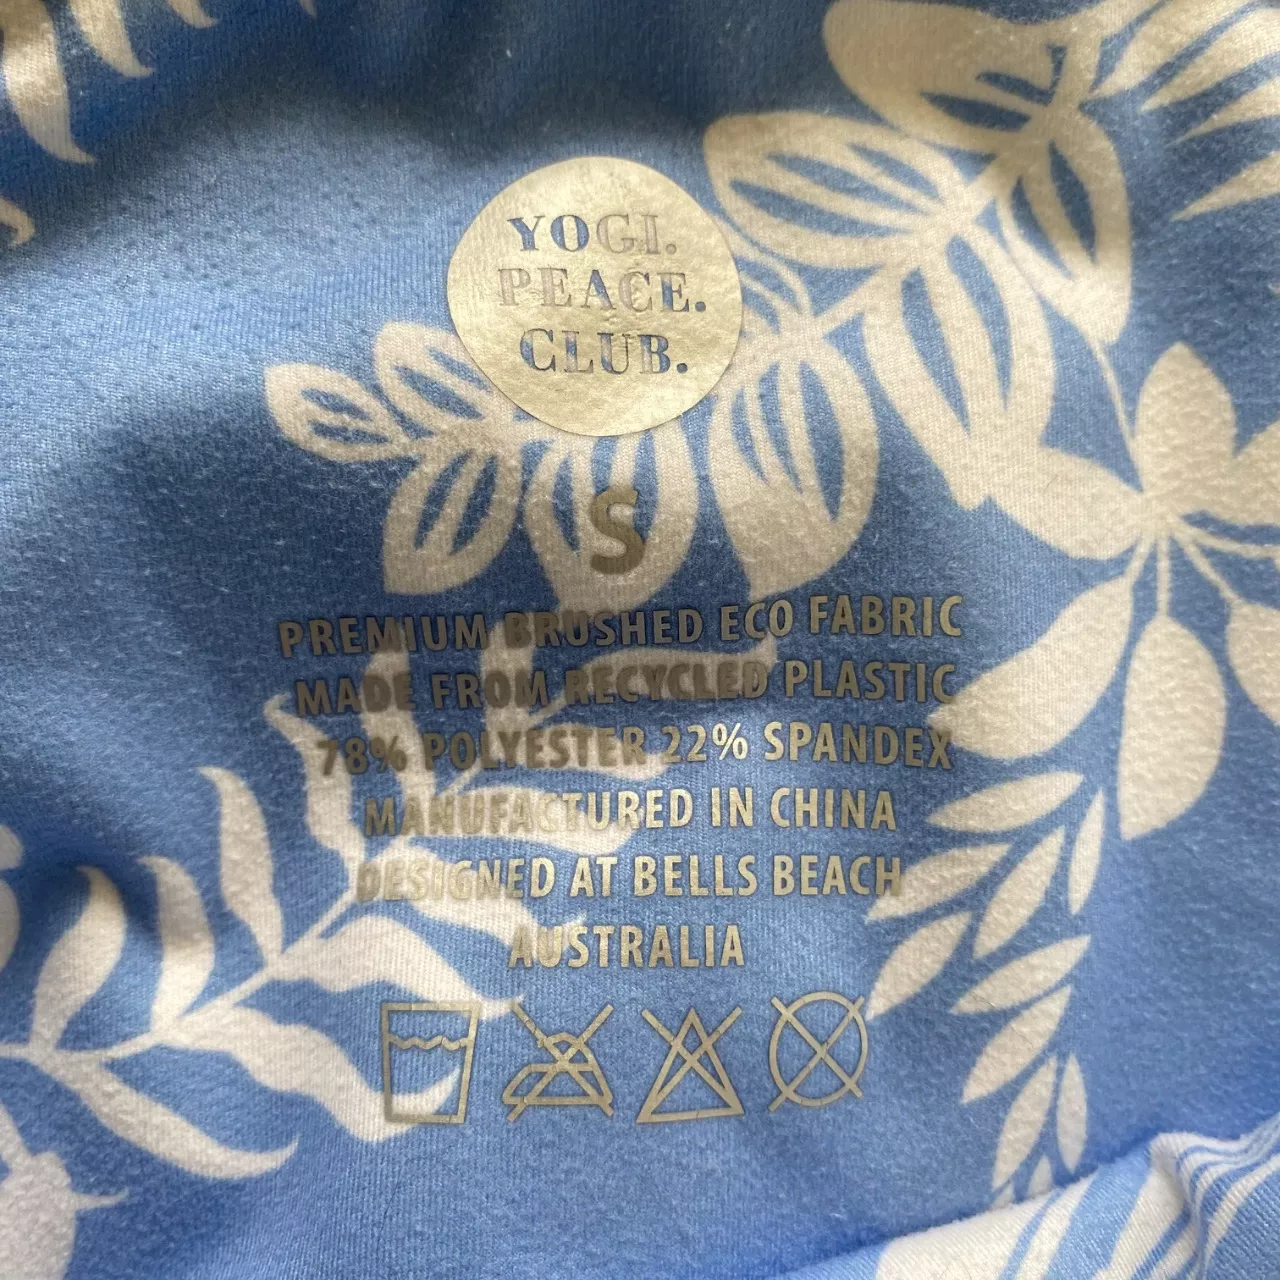 YOGI.
PEACE.
CLUB.
S
PREMIUM BRUSHED ECO FABRIC
MADE FROM RECYCLED PLASTIC
78% POLYESTER 22% SPANDEX
MANUFACTURED IN CHINA
DESIGNED AT BELLS BEACH
AUSTRALIA